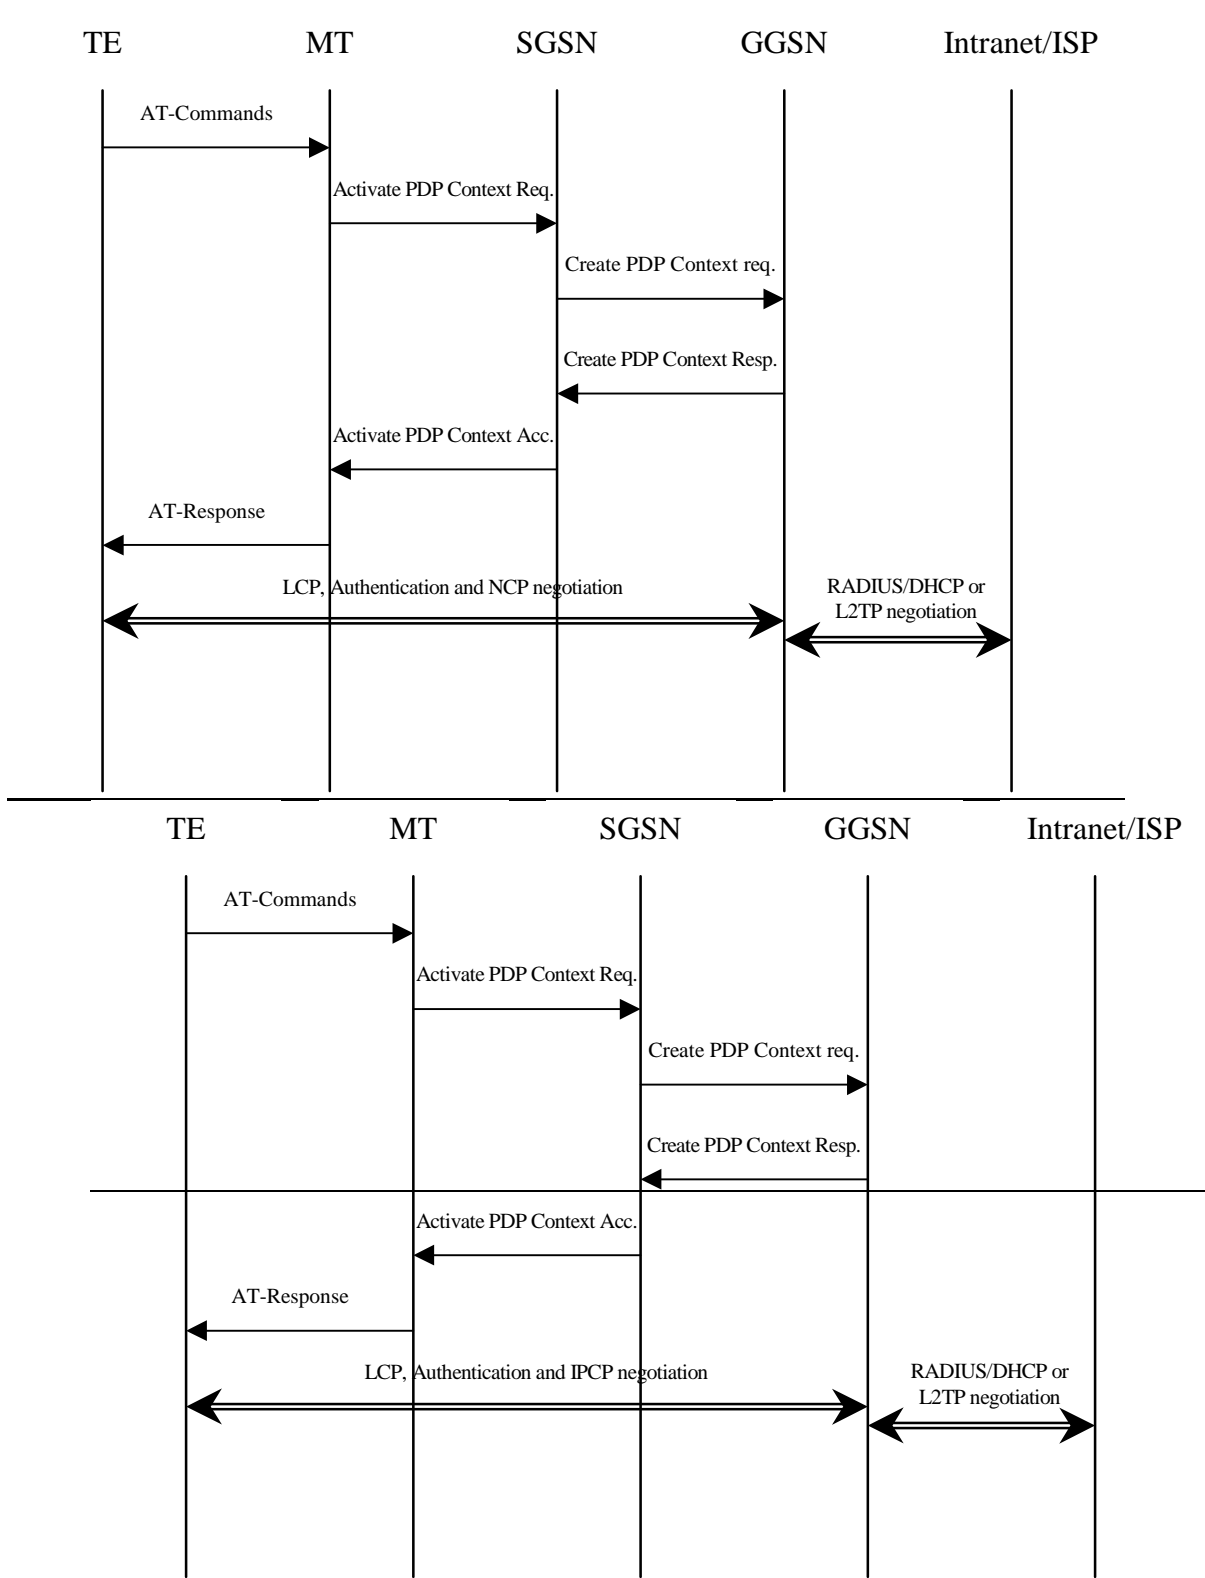 TE MT SGSN GGSN Intranet/ISP
AT-Commands
Activate PDP Context Req.
Create PDP Context req.
Create PDP Context Resp.
Activate PDP Context Acc.
AT-Response
LCP, Authentication and NCP negotiation
RADIUS/DHCP or
L2TP negotiation
TE MT SGSN GGSN Intranet/ISP
AT-Commands
Activate PDP Context Req.
Create PDP Context req.
Create PDP Context Resp.
Activate PDP Context Acc.
AT-Response
LCP, Authentication and IPCP negotiation
RADIUS/DHCP or
L2TP negotiation